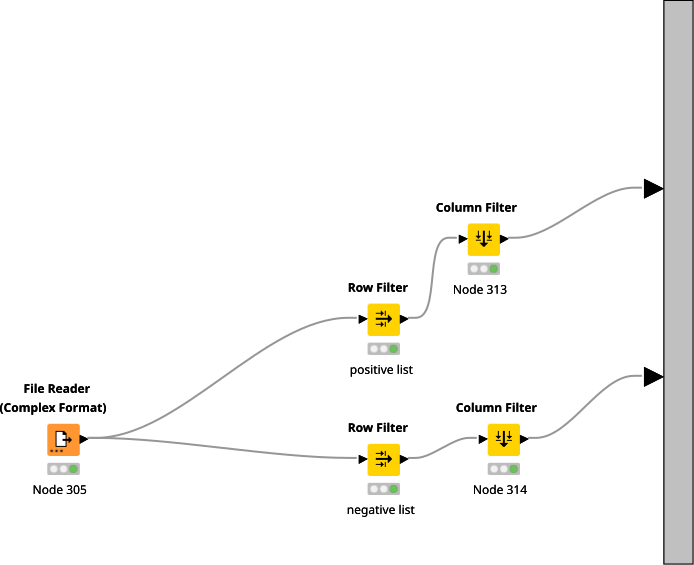 Column Filter
Node 313
Row Filter
positive list
File Reader
(Complex Format)
Node 305
Row Filter
negative list
Column Filter
Node 314